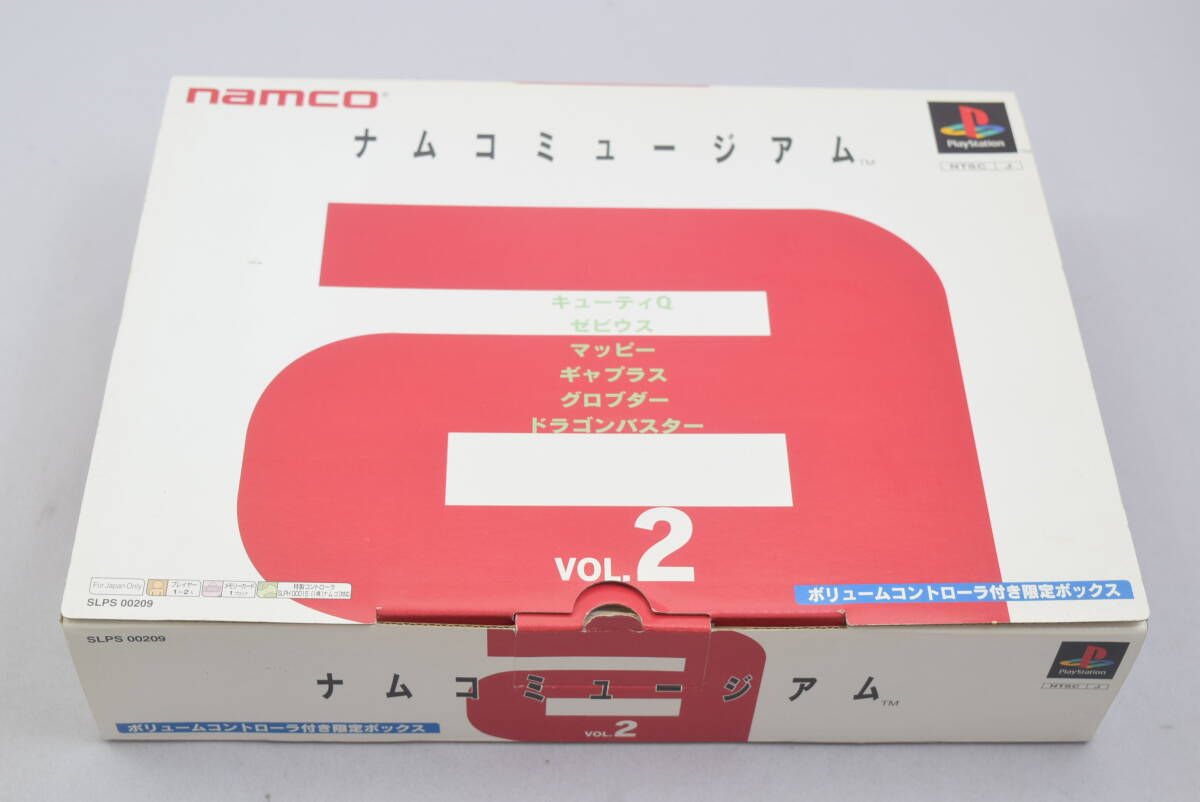 namco
ナムコミュージアム™
PlayStation
NTSC J
キューティQ
ゼビウス
マッピー
ギャプラス
グロブダー
ドラゴンバスター
VOL.2
For Japan Only
プレイヤー
1〜2人
メモリーカード
1ブロック
特製コントローラ
SLPS 00209
ボリュームコントローラ付き限定ボックス
SLPS 00209
ナムコミュージアム™
PlayStation
NTSC J
ボリュームコントローラ付き限定ボックス
VOL.2